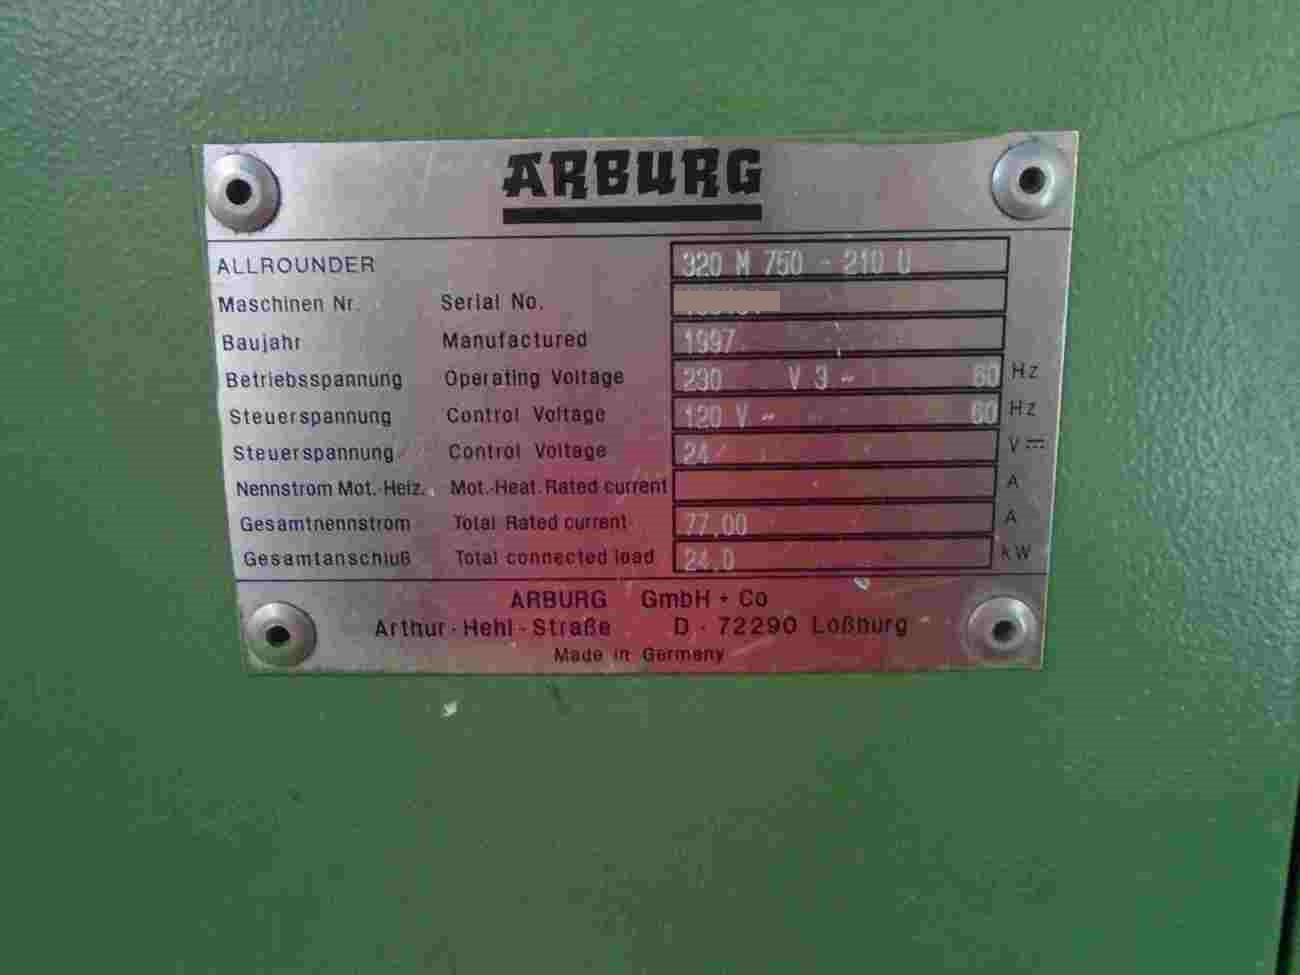 ARBURG
ALLROUNDER 320 M 750 - 210 U
Maschinen Nr. Serial No.
Baujahr Manufactured 1997
Betriebsspannung Operating Voltage 230 V 3 ~ 60 Hz
Steuerspannung Control Voltage 120 V ~ 60 Hz
Steuerspannung Control Voltage 24 V ⎓
Nennstrom Mot.-Heiz. Mot.-Heat. Rated current A
Gesamtnennstrom Total Rated current 77,00 A
Gesamtanschluß Total connected load 24.0 kW
ARBURG GmbH + Co
Arthur-Hehl-Straße D-72290 Loßburg
Made in Germany